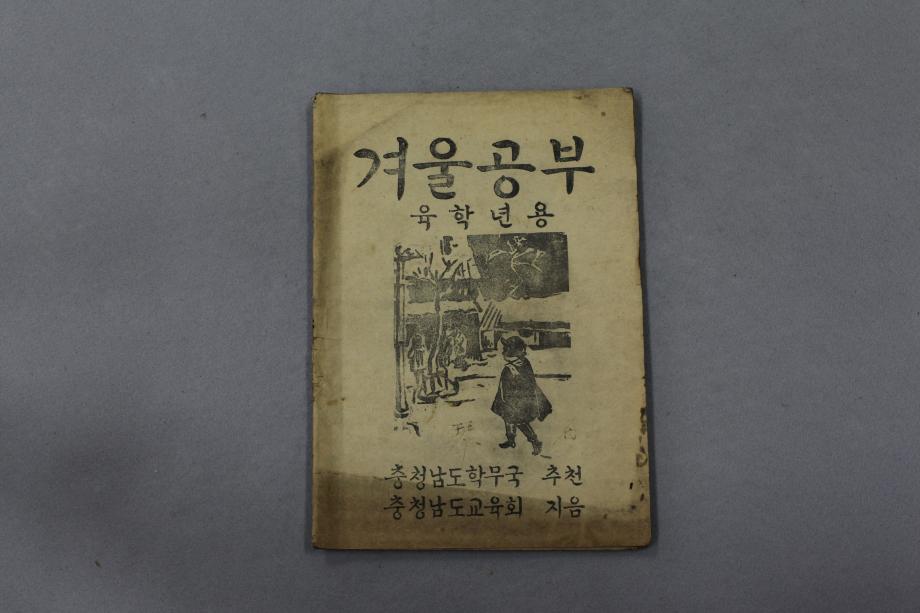 겨울공부
육학년용
충청남도학무국 추천
충청남도교육회 지음